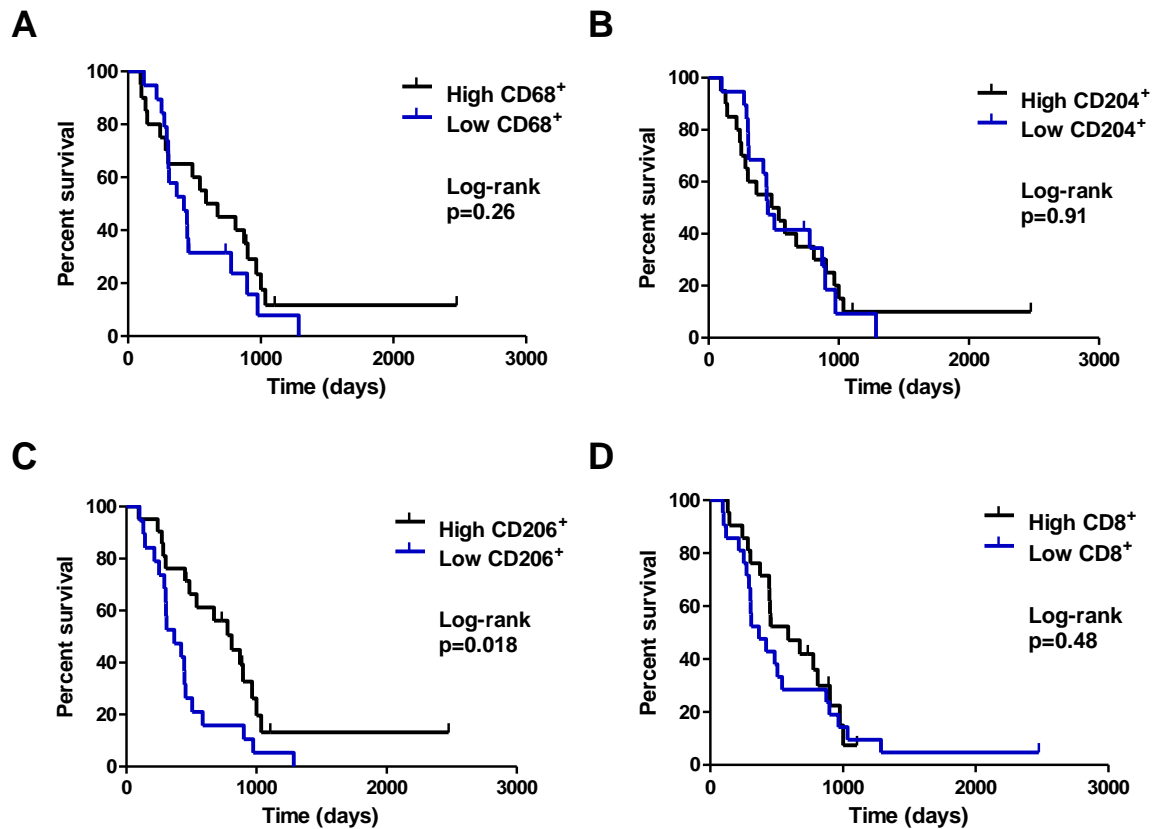 A
100
80
60
40
20
0
Percent survival
0 1000 2000 3000
Time (days)
High CD68+
Low CD68+
Log-rank
p=0.26
B
100
80
60
40
20
0
Percent survival
0 1000 2000 3000
Time (days)
High CD204+
Low CD204+
Log-rank
p=0.91
C
100
80
60
40
20
0
Percent survival
0 1000 2000 3000
Time (days)
High CD206+
Low CD206+
Log-rank
p=0.018
D
100
80
60
40
20
0
Percent survival
0 1000 2000 3000
Time (days)
High CD8+
Low CD8+
Log-rank
p=0.48